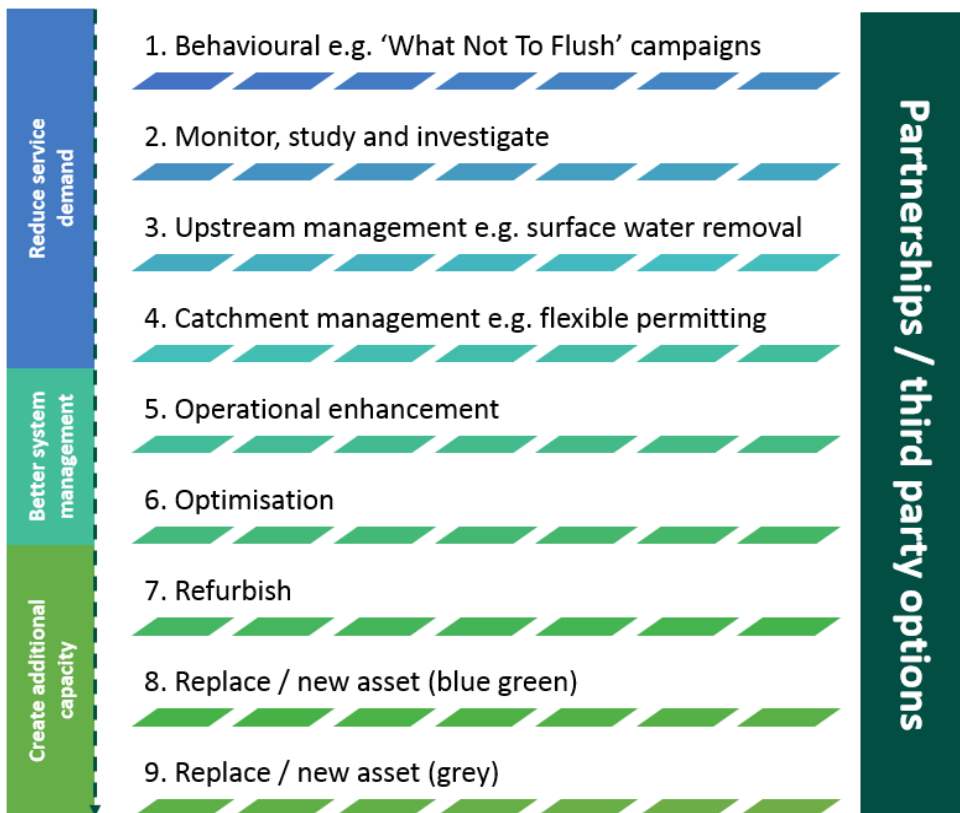 Reduce service
demand
Better system
management
Create additional
capacity
1. Behavioural e.g. ‘What Not To Flush’ campaigns
2. Monitor, study and investigate
3. Upstream management e.g. surface water removal
4. Catchment management e.g. flexible permitting
5. Operational enhancement
6. Optimisation
7. Refurbish
8. Replace / new asset (blue green)
9. Replace / new asset (grey)
Partnerships / third party options